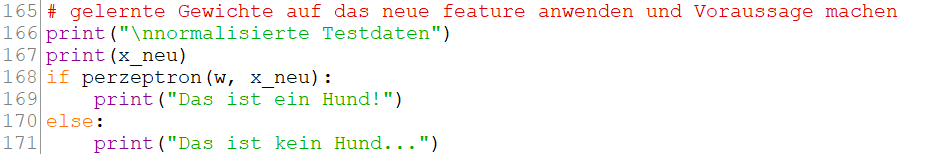 165 # gelernte Gewichte auf das neue feature anwenden und Voraussage machen
166 print("\nnormalisierte Testdaten")
167 print(x_neu)
168 if perzeptron(w, x_neu):
169     print("Das ist ein Hund!")
170 else:
171     print("Das ist kein Hund...")